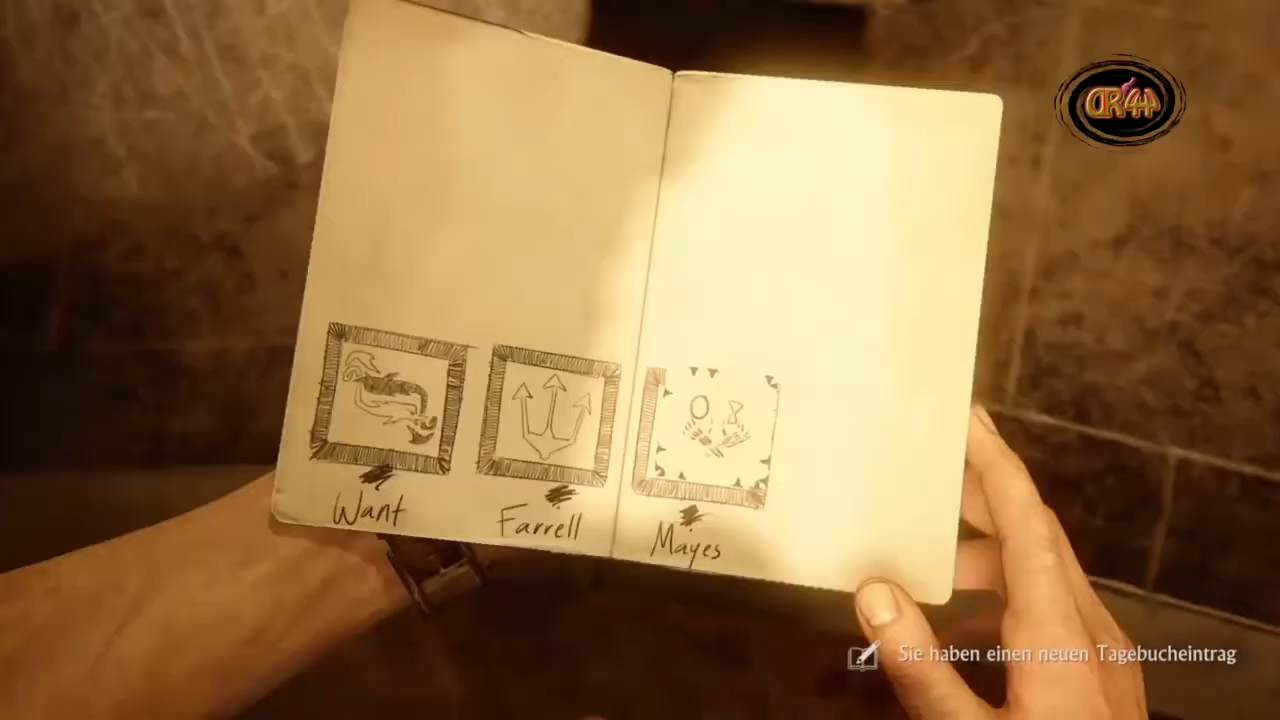 Want
Farrell
Mayes
Sie haben einen neuen Tagebucheintrag